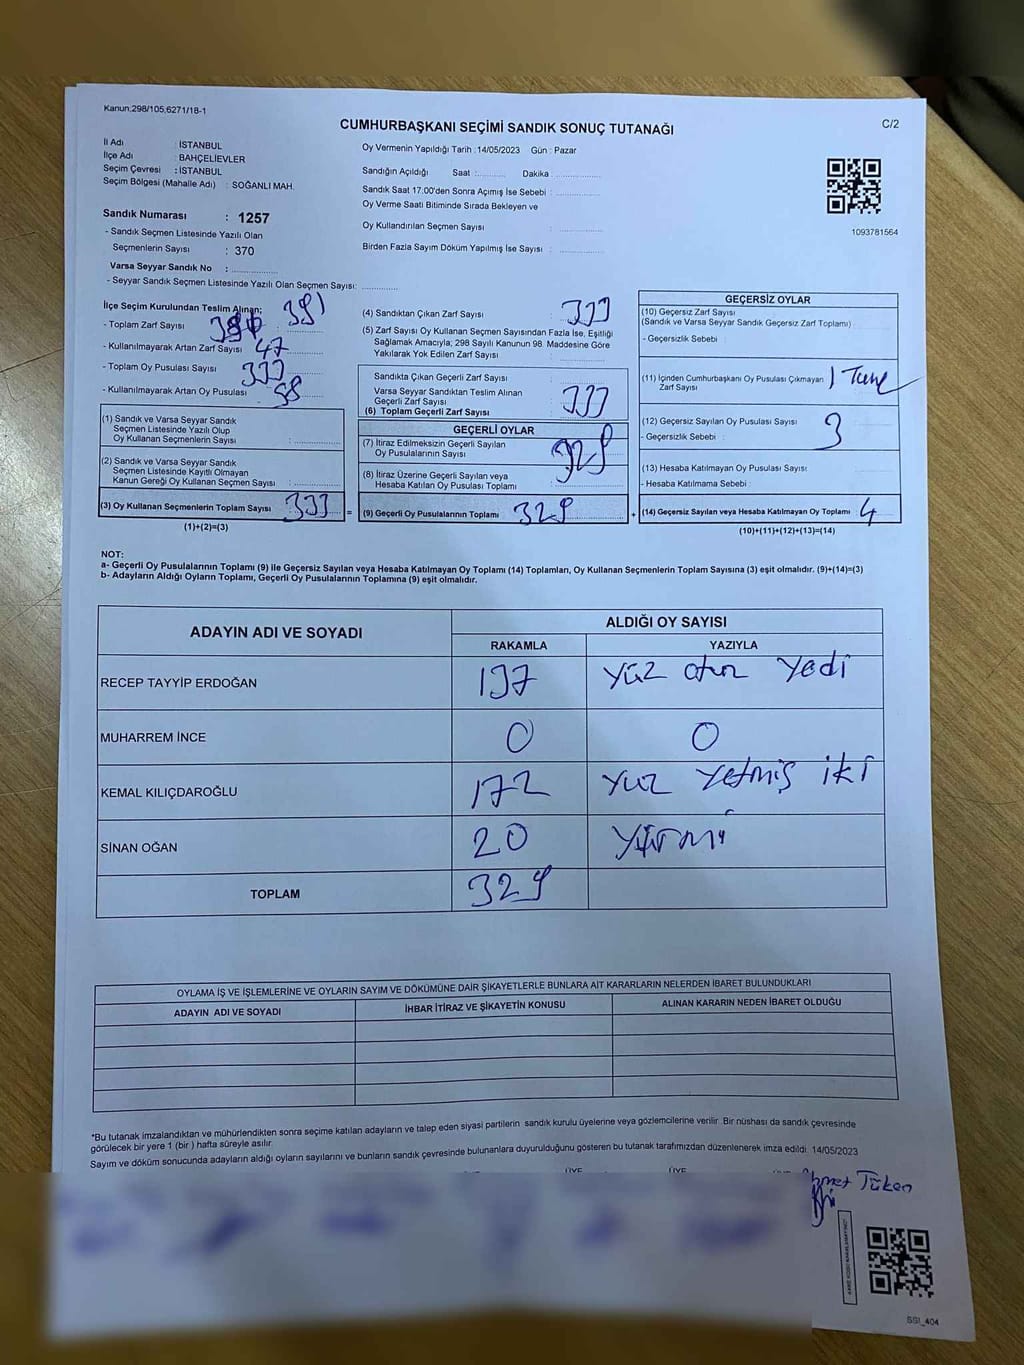 Kanun:298/105,6271/18-1
CUMHURBAŞKANI SEÇİMİ SANDIK SONUÇ TUTANAĞI
C/2
İl Adı : İSTANBUL
İlçe Adı : BAHÇELİEVLER
Seçim Çevresi : İSTANBUL
Seçim Bölgesi (Mahalle Adı) : SOĞANLI MAH.
Sandık Numarası : 1257
- Sandık Seçmen Listesinde Yazılı Olan
Seçmenlerin Sayısı : 370
Varsa Seyyar Sandık No :
- Seyyar Sandık Seçmen Listesinde Yazılı Olan Seçmen Sayısı:
Oy Vermenin Yapıldığı Tarih : 14/05/2023 Gün : Pazar
Sandığın Açıldığı Saat : Dakika :
Sandık Saat 17:00'den Sonra Açımış İse Sebebi :
Oy Verme Saati Bitiminde Sırada Bekleyen ve
Oy Kullandırılan Seçmen Sayısı :
Birden Fazla Sayım Döküm Yapılmış İse Sayısı :
1093781564
İlçe Seçim Kurulundan Teslim Alınan;
- Toplam Zarf Sayısı 391
- Kullanılmayarak Artan Zarf Sayısı 47
- Toplam Oy Pusulası Sayısı 333
- Kullanılmayarak Artan Oy Pusulası 58
(1) Sandık ve Varsa Seyyar Sandık
Seçmen Listesinde Yazılı Olup
Oy Kullanan Seçmenlerin Sayısı :
(2) Sandık ve Varsa Seyyar Sandık
Seçmen Listesinde Kayıtlı Olmayan
Kanun Gereği Oy Kullanan Seçmen Sayısı :
(3) Oy Kullanan Seçmenlerin Toplam Sayısı 333
(1)+(2)=(3)
(4) Sandıktan Çıkan Zarf Sayısı 333
(5) Zarf Sayısı Oy Kullanan Seçmen Sayısından Fazla İse, Eşitliği
Sağlamak Amacıyla; 298 Sayılı Kanunun 98. Maddesine Göre
Yakılarak Yok Edilen Zarf Sayısı
Sandıkta Çıkan Geçerli Zarf Sayısı :
Varsa Seyyar Sandıktan Teslim Alınan
Geçerli Zarf Sayısı
(6) Toplam Geçerli Zarf Sayısı 333
GEÇERLİ OYLAR
(7) İtiraz Edilmeksizin Geçerli Sayılan
Oy Pusulalarının Sayısı 329
(8) İtiraz Üzerine Geçerli Sayılan veya
Hesaba Katılan Oy Pusulası Toplamı
= (9) Geçerli Oy Pusulalarının Toplamı 329 +
GEÇERSİZ OYLAR
(10) Geçersiz Zarf Sayısı
(Sandık ve Varsa Seyyar Sandık Geçersiz Zarf Toplamı)
- Geçersizlik Sebebi :
(11) İçinden Cumhurbaşkanı Oy Pusulası Çıkmayan
Zarf Sayısı 1 Tane
(12) Geçersiz Sayılan Oy Pusulası Sayısı 3
- Geçersizlik Sebebi :
(13) Hesaba Katılmayan Oy Pusulası Sayısı
- Hesaba Katılmama Sebebi :
(14) Geçersiz Sayılan veya Hesaba Katılmayan Oy Toplamı 4
(10)+(11)+(12)+(13)=(14)
NOT:
a- Geçerli Oy Pusulalarının Toplamı (9) ile Geçersiz Sayılan veya Hesaba Katılmayan Oy Toplamı (14) Toplamları, Oy Kullanan Seçmenlerin Toplam Sayısına (3) eşit olmalıdır. (9)+(14)=(3)
b- Adayların Aldığı Oyların Toplamı, Geçerli Oy Pusulalarının Toplamına (9) eşit olmalıdır.
ADAYIN ADI VE SOYADI
ALDIĞI OY SAYISI
RAKAMLA YAZIYLA
RECEP TAYYİP ERDOĞAN 137 yüz otuz yedi
MUHARREM İNCE 0 0
KEMAL KILIÇDAROĞLU 172 yüz yetmiş iki
SİNAN OĞAN 20 yirmi
TOPLAM 329
OYLAMA İŞ VE İŞLEMLERİNE VE OYLARIN SAYIM VE DÖKÜMÜNE DAİR ŞİKAYETLERLE BUNLARA AİT KARARLARIN NELERDEN İBARET BULUNDUKLARI
ADAYIN ADI VE SOYADI İHBAR İTİRAZ VE ŞİKAYETİN KONUSU ALINAN KARARIN NEDEN İBARET OLDUĞU
*Bu tutanak imzalandıktan ve mühürlendikten sonra seçime katılan adayların ve talep eden siyasi partilerin sandık kurulu üyelerine veya gözlemcilerine verilir. Bir nüshası da sandık çevresinde
görülecek bir yere 1 (bir ) hafta süreyle asılır.
Sayım ve döküm sonucunda adayların aldığı oyların sayılarını ve bunların sandık çevresinde bulunanlara duyurulduğunu gösteren bu tutanak tarafımızdan düzenlenerek imza edildi. 14/05/2023
ÜYE ÜYE
Tüken
SSI_404